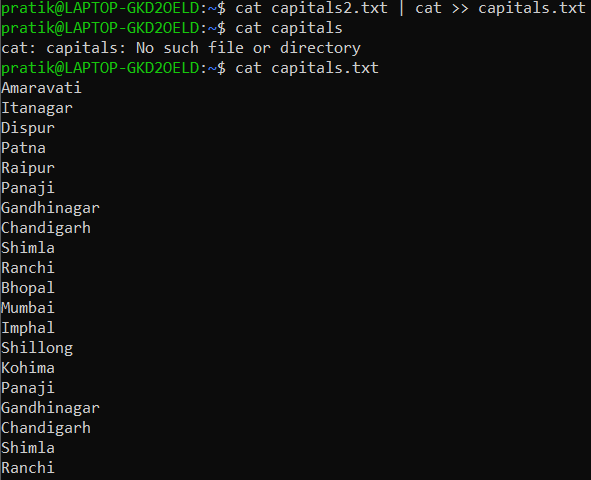 pratik@LAPTOP-GKD2OELD:~$ cat capitals2.txt | cat >> capitals.txt
pratik@LAPTOP-GKD2OELD:~$ cat capitals
cat: capitals: No such file or directory
pratik@LAPTOP-GKD2OELD:~$ cat capitals.txt
Amaravati
Itanagar
Dispur
Patna
Raipur
Panaji
Gandhinagar
Chandigarh
Shimla
Ranchi
Bhopal
Mumbai
Imphal
Shillong
Kohima
Panaji
Gandhinagar
Chandigarh
Shimla
Ranchi